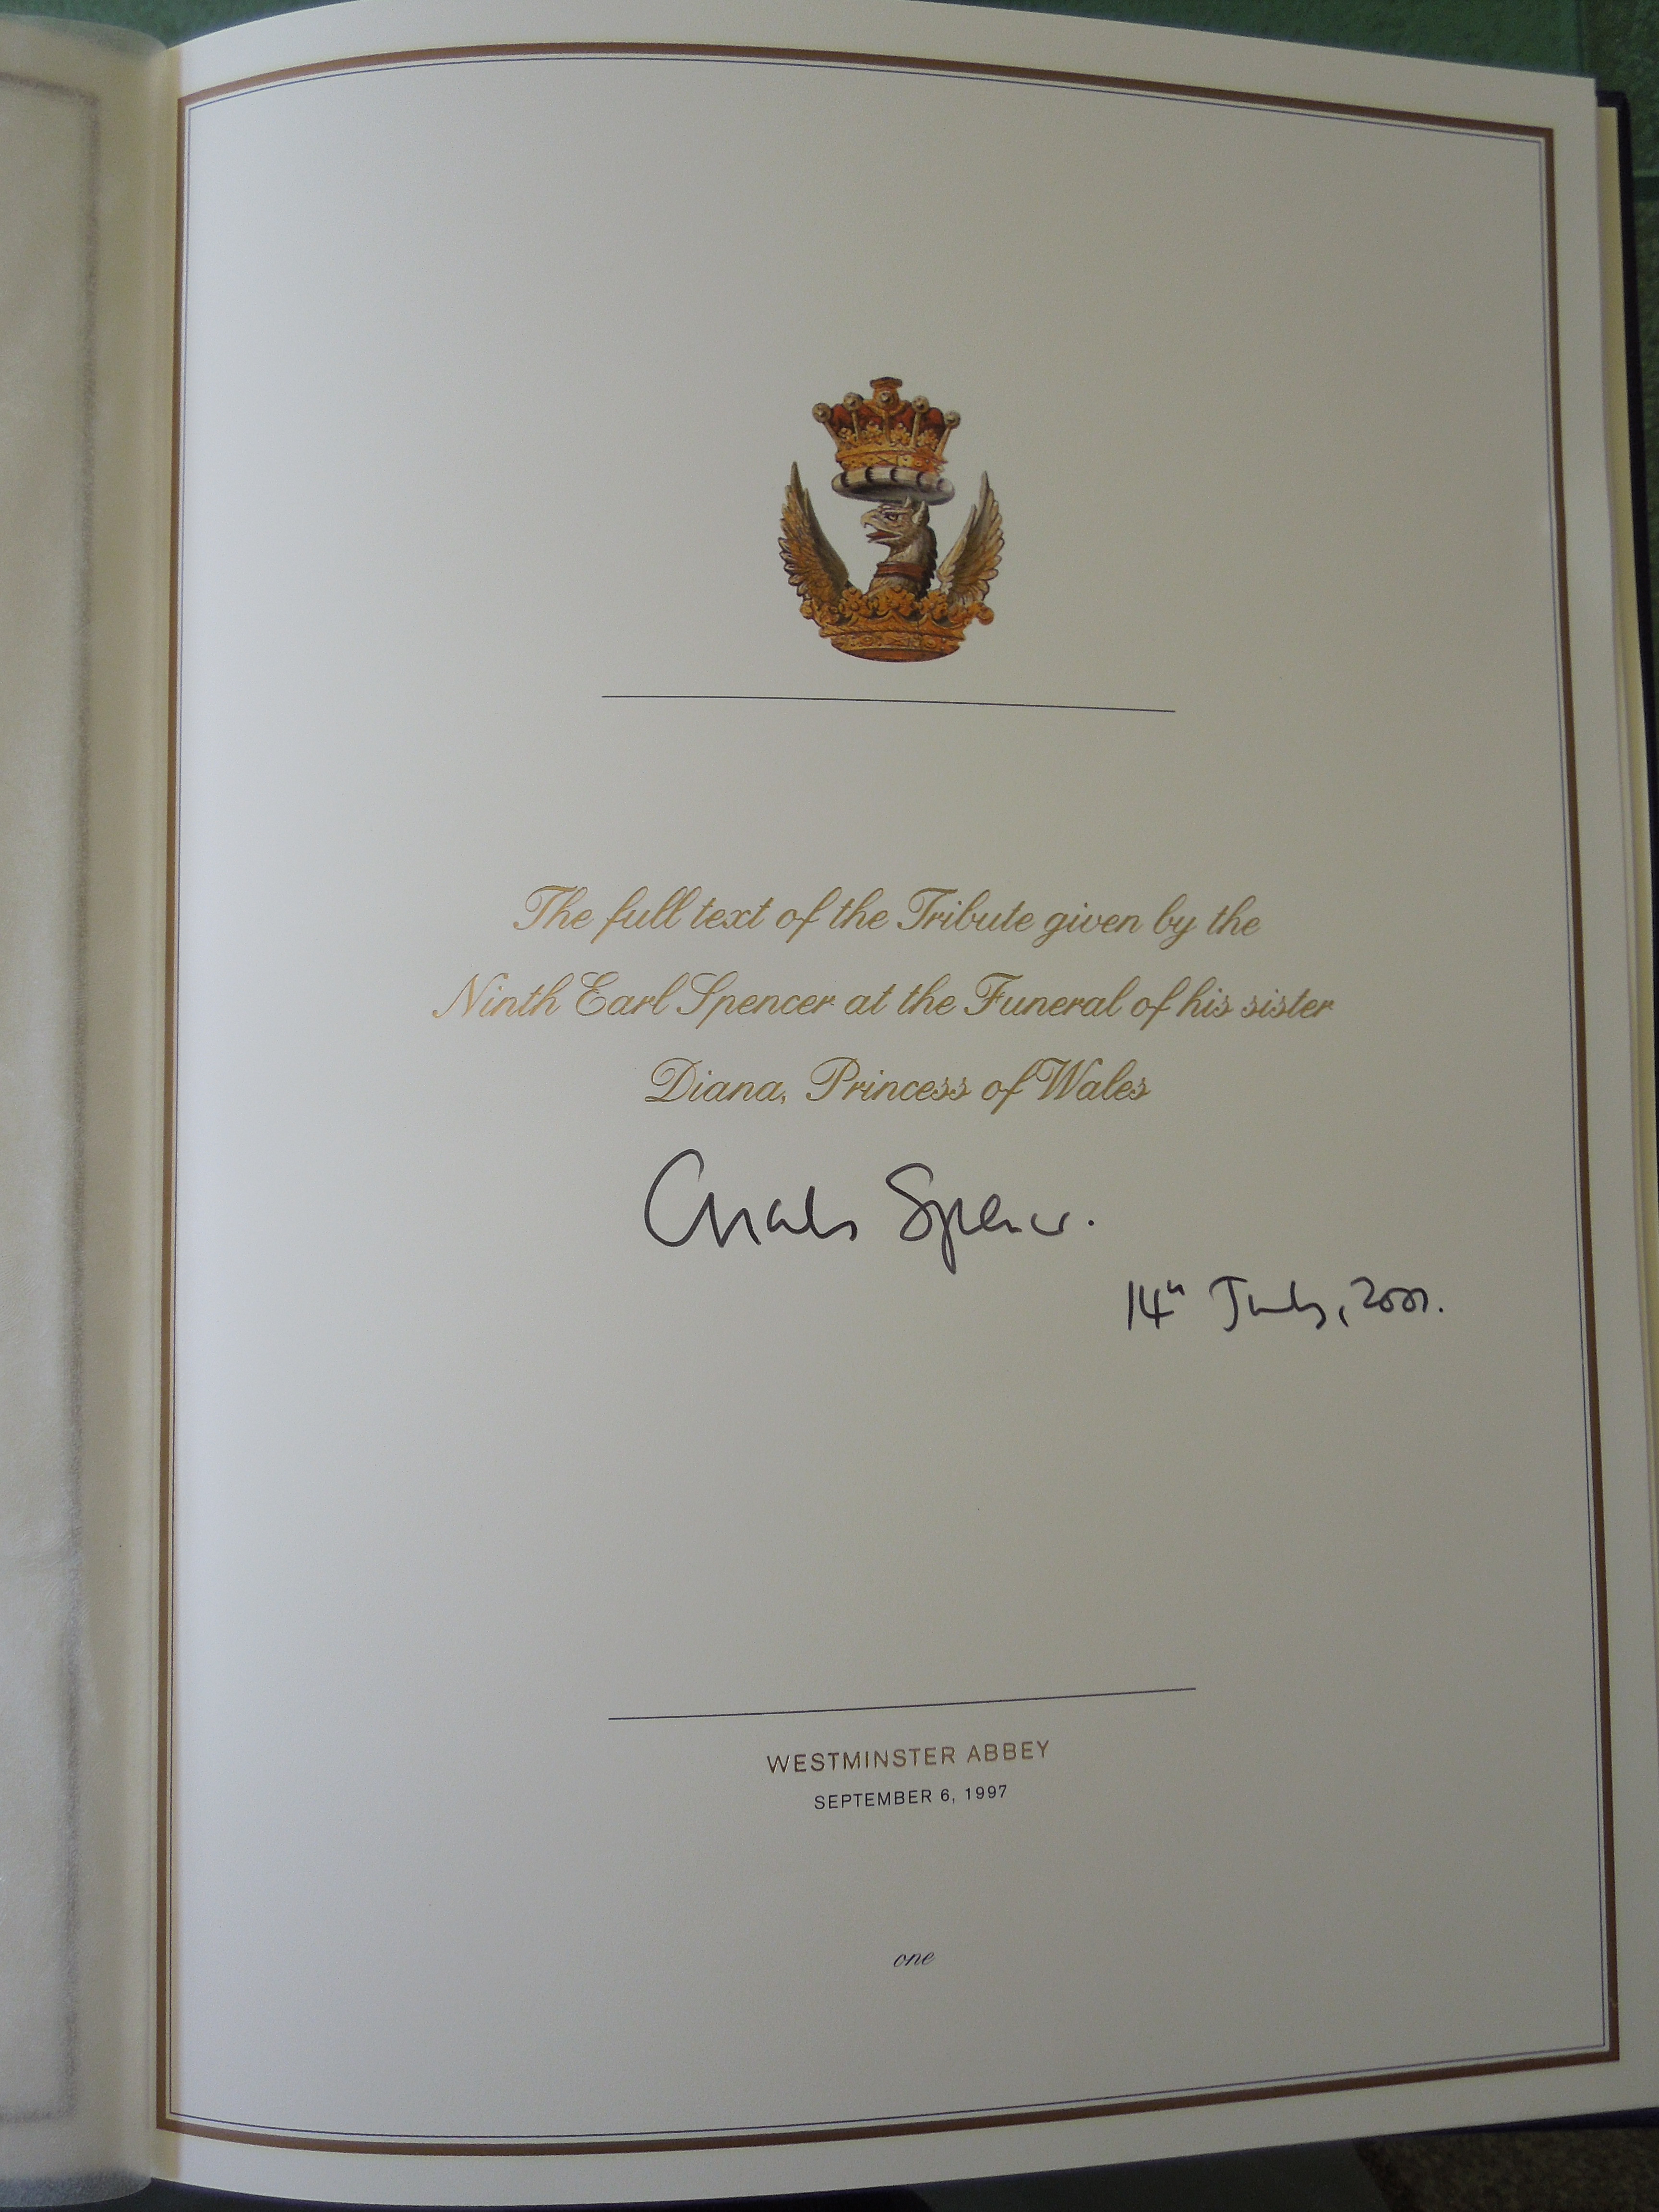 The full text of the Tribute given by the
Ninth Earl Spencer at the Funeral of his sister
Diana, Princess of Wales
Charles Spencer.
14th July, 2001.
WESTMINSTER ABBEY
SEPTEMBER 6, 1997
one